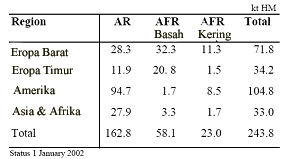 kt HM
Region AR AFR AFR Total
Basah Kering
Eropa Barat 28.3 32.3 11.3 71.8
Eropa Timur 11.9 20. 8 1.5 34.2
Amerika 94.7 1.7 8.5 104.8
Asia & Afrika 27.9 3.3 1.7 33.0
Total 162.8 58.1 23.0 243.8
Status 1 January 2002